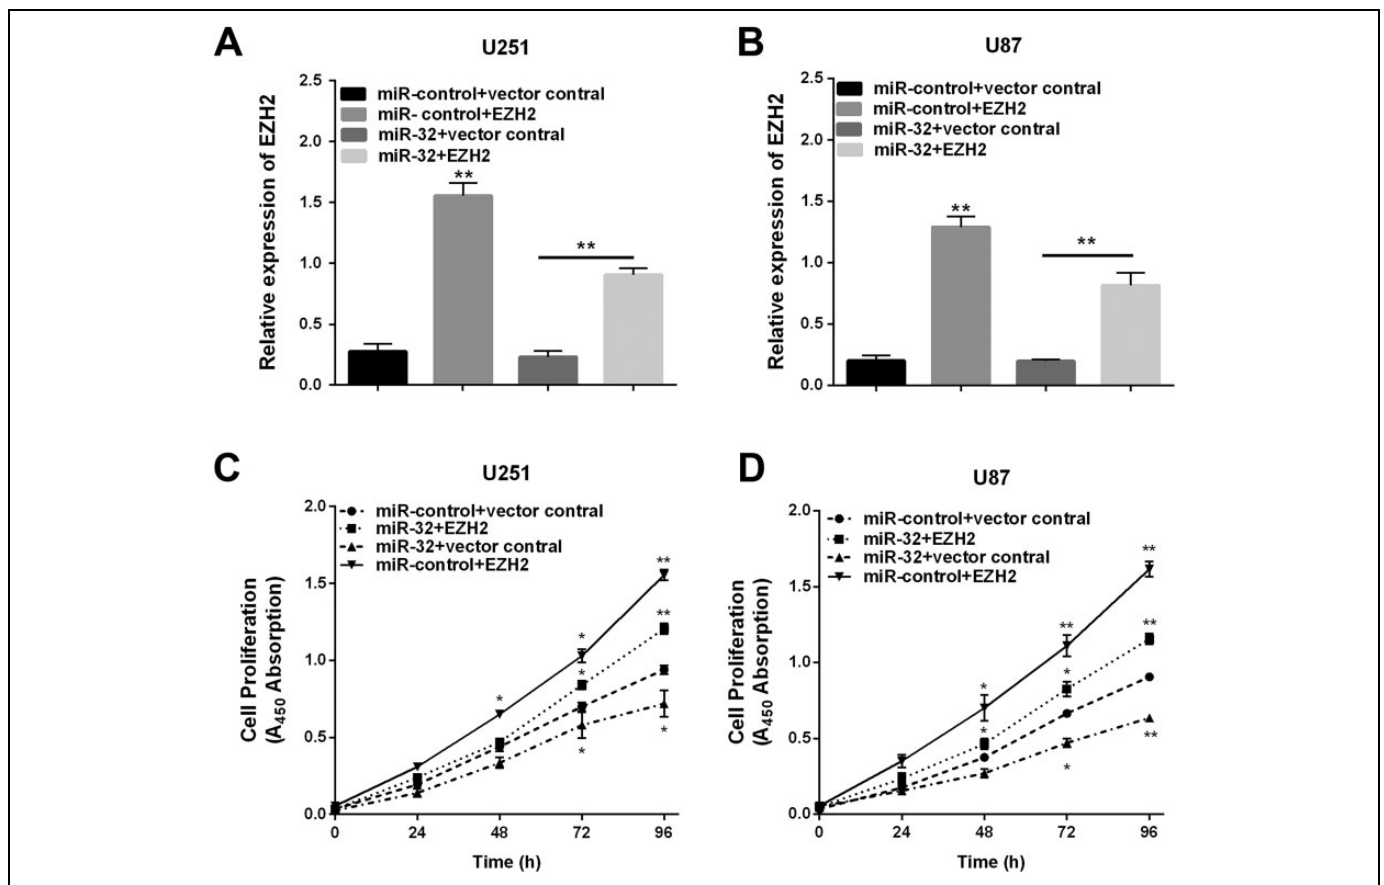 A
U251
Relative expression of EZH2
2.5
2.0
1.5
1.0
0.5
0.0
miR-control+vector contral
miR- control+EZH2
miR-32+vector contral
miR-32+EZH2
**
**
B
U87
Relative expression of EZH2
2.5
2.0
1.5
1.0
0.5
0.0
miR-control+vector contral
miR-control+EZH2
miR-32+vector contral
miR-32+EZH2
**
**
C
U251
Cell Proliferation
(A450 Absorption)
2.0
1.5
1.0
0.5
0.0
miR-control+vector contral
miR-32+EZH2
miR-32+vector contral
miR-control+EZH2
**
**
*
*
*
*
*
0
24
48
72
96
Time (h)
D
U87
Cell Proliferation
(A450 Absorption)
2.0
1.5
1.0
0.5
0.0
miR-control+vector contral
miR-32+EZH2
miR-32+vector contral
miR-control+EZH2
**
**
**
*
*
*
**
*
0
24
48
72
96
Time (h)